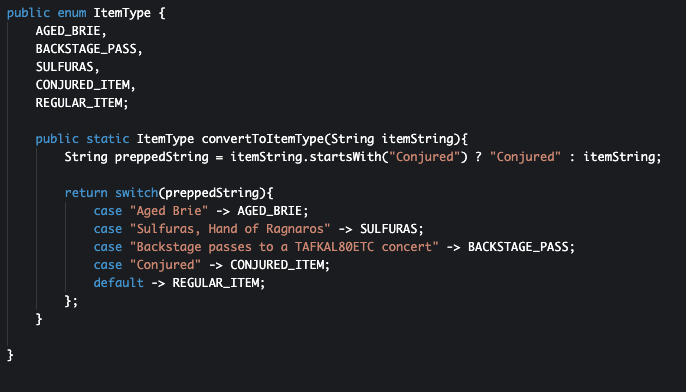 public enum ItemType {
AGED_BRIE,
BACKSTAGE_PASS,
SULFURAS,
CONJURED_ITEM,
REGULAR_ITEM;
public static ItemType convertToItemType(String itemString){
String preppedString = itemString.startsWith("Conjured") ? "Conjured" : itemString;
return switch(preppedString){
case "Aged Brie" -> AGED_BRIE;
case "Sulfuras, Hand of Ragnaros" -> SULFURAS;
case "Backstage passes to a TAFKAL80ETC concert" -> BACKSTAGE_PASS;
case "Conjured" -> CONJURED_ITEM;
default -> REGULAR_ITEM;
};
}
}